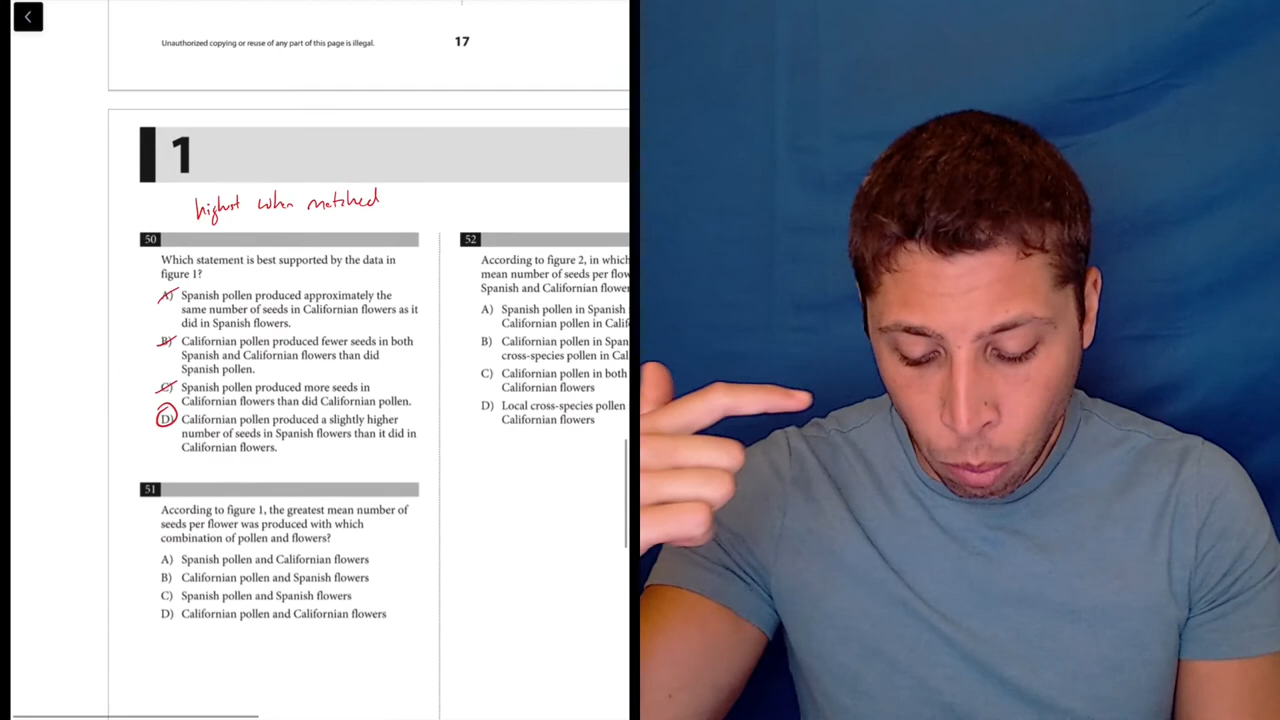 Unauthorized copying or reuse of any part of this page is illegal.
17
1
highest when matched
50
Which statement is best supported by the data in
figure 1?
A) Spanish pollen produced approximately the
same number of seeds in Californian flowers as it
did in Spanish flowers.
B) Californian pollen produced fewer seeds in both
Spanish and Californian flowers than did
Spanish pollen.
C) Spanish pollen produced more seeds in
Californian flowers than did Californian pollen.
D) Californian pollen produced a slightly higher
number of seeds in Spanish flowers than it did in
Californian flowers.
51
According to figure 1, the greatest mean number of
seeds per flower was produced with which
combination of pollen and flowers?
A) Spanish pollen and Californian flowers
B) Californian pollen and Spanish flowers
C) Spanish pollen and Spanish flowers
D) Californian pollen and Californian flowers
52
According to figure 2, in which
mean number of seeds per flow
Spanish and Californian flower
A) Spanish pollen in Spanish
Californian pollen in Calif
B) Californian pollen in Span
cross-species pollen in Cal
C) Californian pollen in both
Californian flowers
D) Local cross-species pollen
Californian flowers